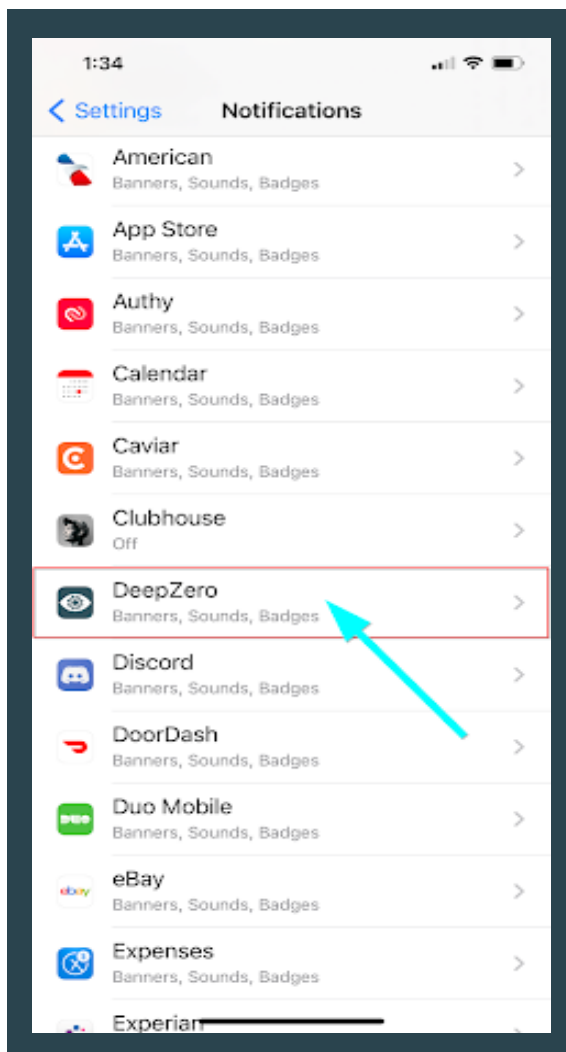 1:34
Settings Notifications
American
Banners, Sounds, Badges
App Store
Banners, Sounds, Badges
Authy
Banners, Sounds, Badges
Calendar
Banners, Sounds, Badges
Caviar
Banners, Sounds, Badges
Clubhouse
Off
DeepZero
Banners, Sounds, Badges
Discord
Banners, Sounds, Badges
DoorDash
Banners, Sounds, Badges
DUO
Duo Mobile
Banners, Sounds, Badges
ebay
eBay
Banners, Sounds, Badges
Expenses
Banners, Sounds, Badges
Experian